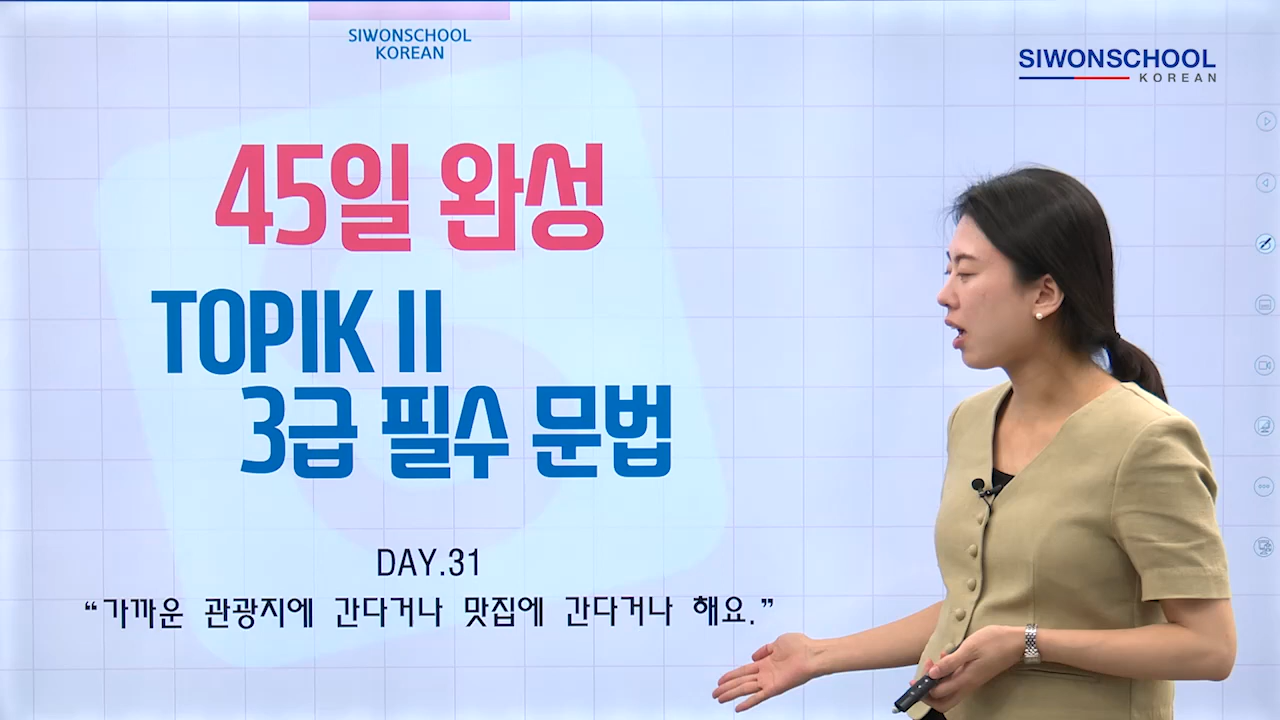 SIWONSCHOOL
KOREAN
SIWONSCHOOL
KOREAN
45일 완성
TOPIK II
3급 필수 문법
DAY.31
“가까운 관광지에 간다거나 맛집에 간다거나 해요.”